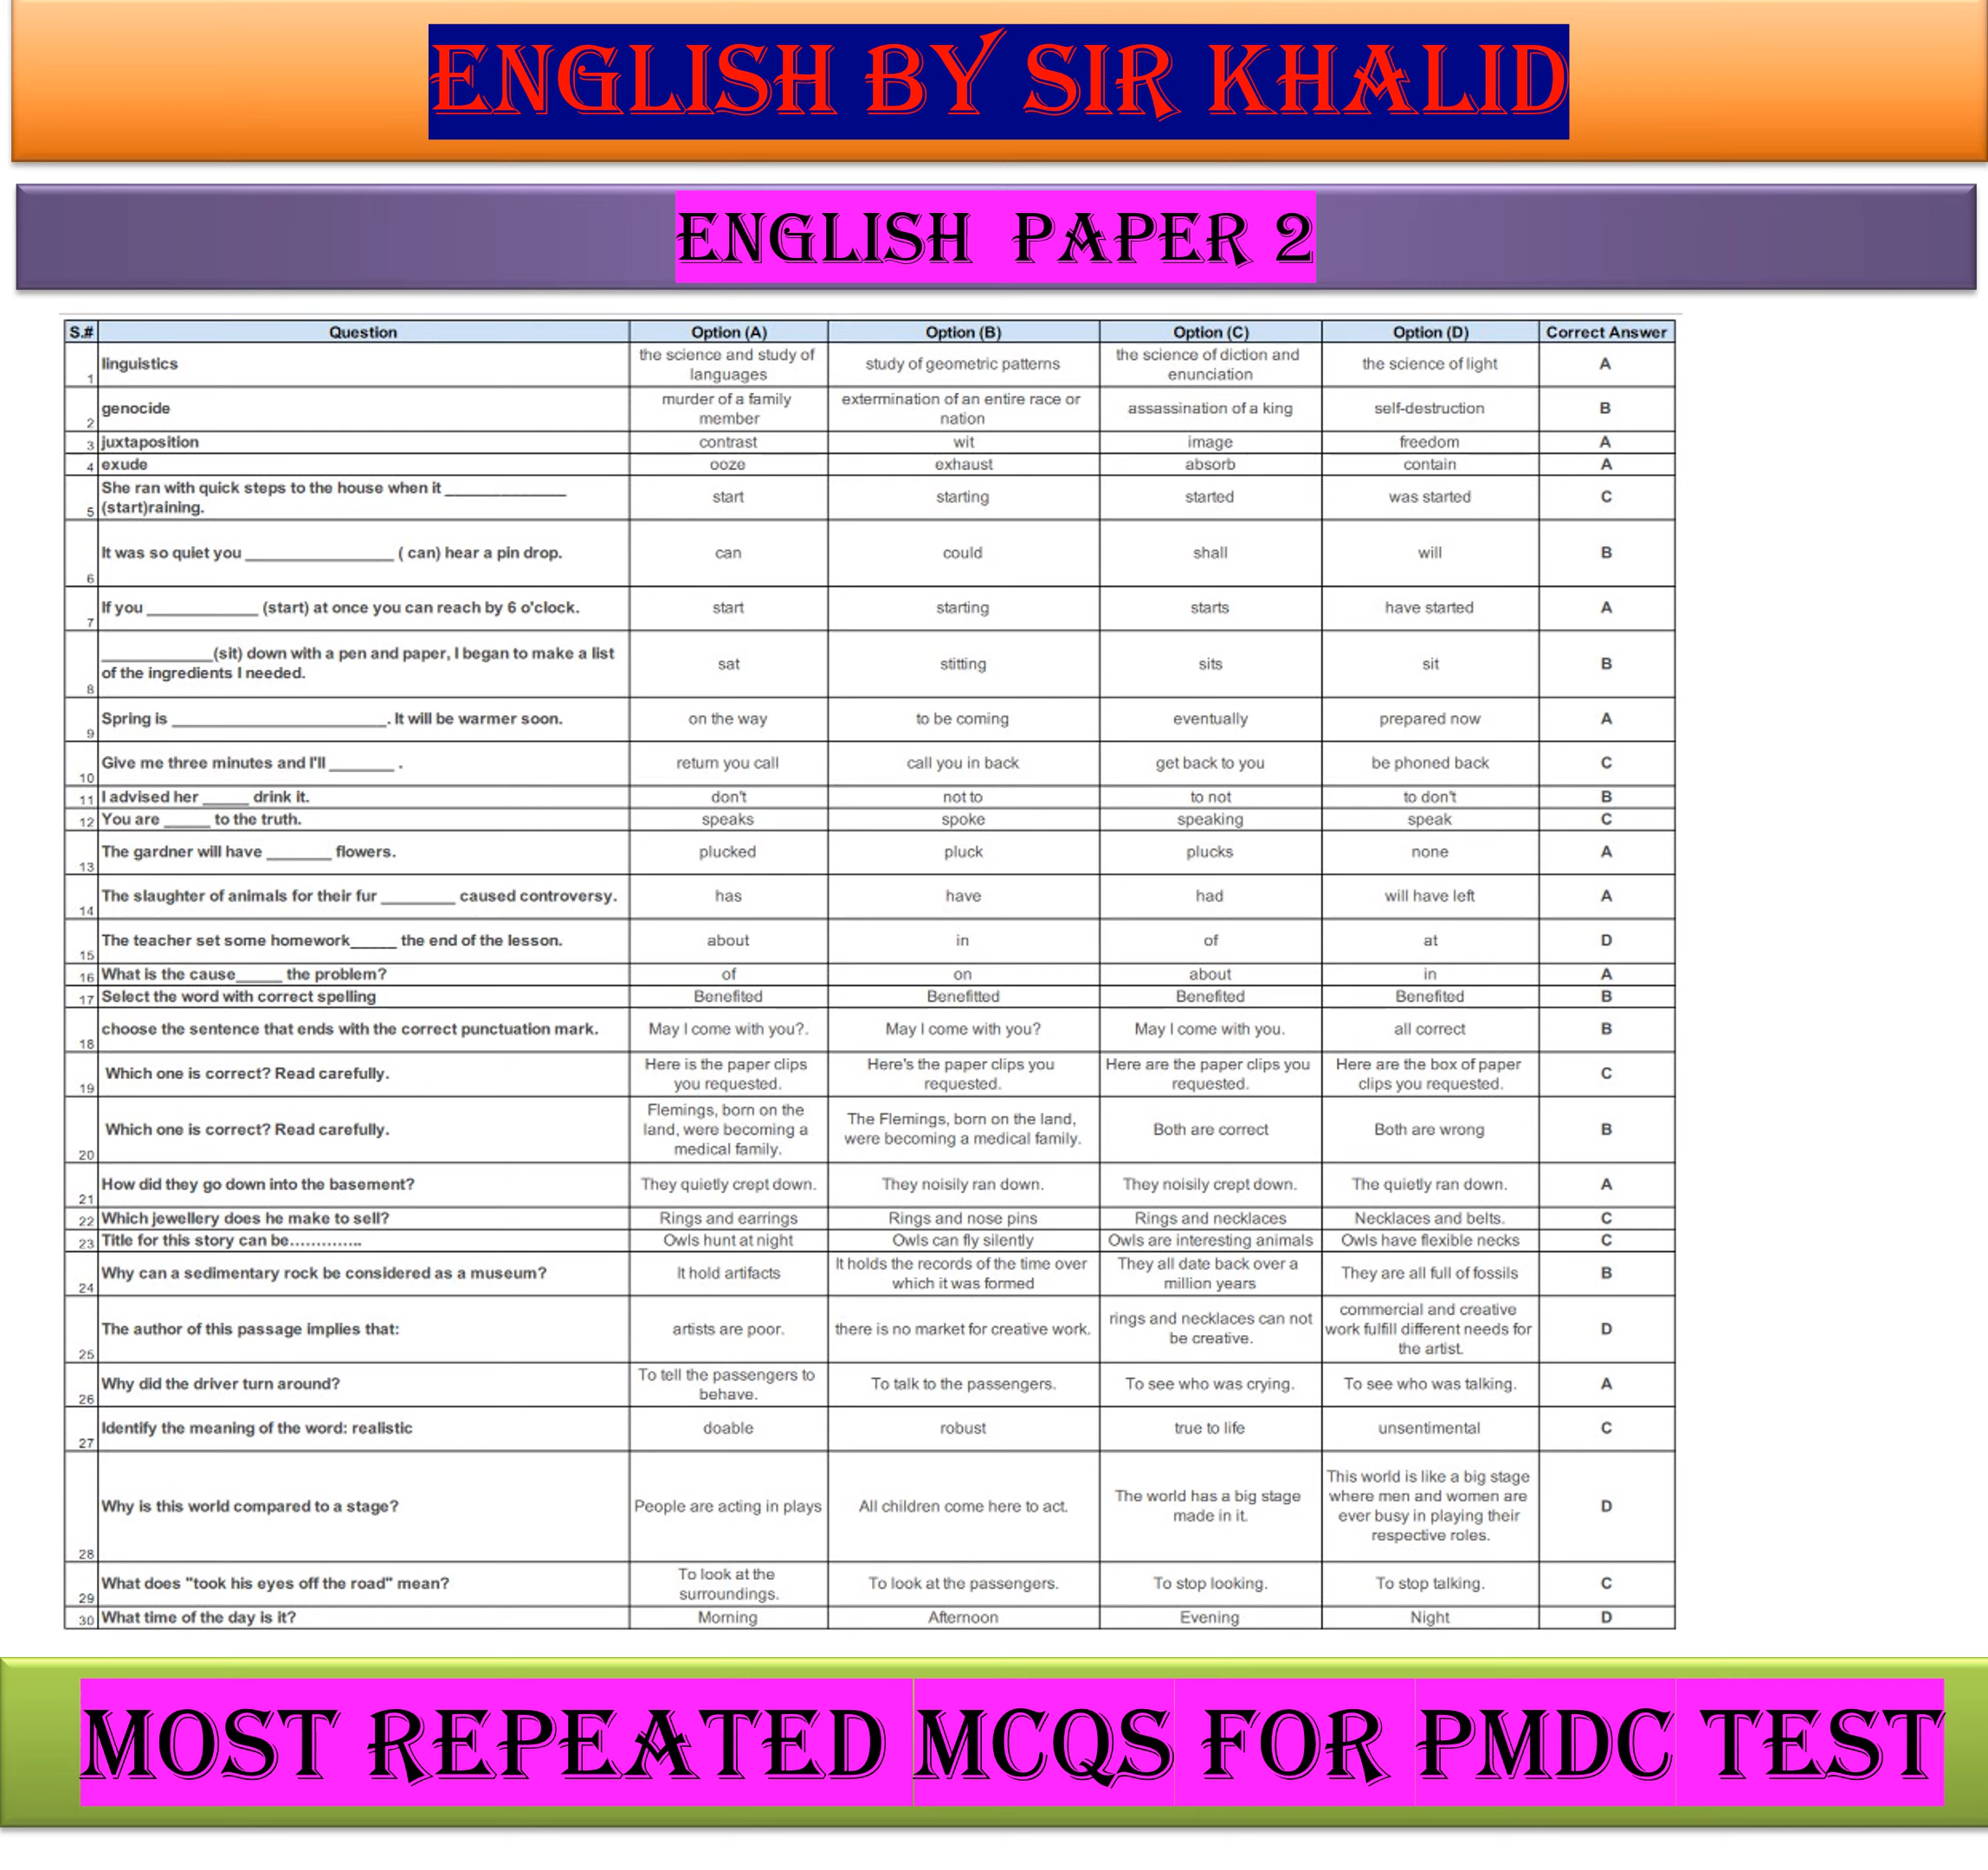 ENGLISH BY SIR KHALID
ENGLISH PAPER 2
S.# Question Option (A) Option (B) Option (C) Option (D) Correct Answer
1 linguistics the science and study of languages study of geometric patterns the science of diction and enunciation the science of light A
2 genocide murder of a family member extermination of an entire race or nation assassination of a king self-destruction B
3 juxtaposition contrast wit image freedom A
4 exude ooze exhaust absorb contain A
5 She ran with quick steps to the house when it _____________ (start)raining. start starting started was started C
6 It was so quiet you ________________ ( can) hear a pin drop. can could shall will B
7 If you ____________ (start) at once you can reach by 6 o'clock. start starting starts have started A
8 ____________(sit) down with a pen and paper, I began to make a list of the ingredients I needed. sat stitting sits sit B
9 Spring is _______________________. It will be warmer soon. on the way to be coming eventually prepared now A
10 Give me three minutes and I'll _______ . return you call call you in back get back to you be phoned back C
11 I advised her _____ drink it. don't not to to not to don't B
12 You are _____ to the truth. speaks spoke speaking speak C
13 The gardner will have _______ flowers. plucked pluck plucks none A
14 The slaughter of animals for their fur ________ caused controversy. has have had will have left A
15 The teacher set some homework_____ the end of the lesson. about in of at D
16 What is the cause_____ the problem? of on about in A
17 Select the word with correct spelling Benefited Benefitted Benefited Benefited B
18 choose the sentence that ends with the correct punctuation mark. May I come with you?. May I come with you? May I come with you. all correct B
19 Which one is correct? Read carefully. Here is the paper clips you requested. Here's the paper clips you requested. Here are the paper clips you requested. Here are the box of paper clips you requested. C
20 Which one is correct? Read carefully. Flemings, born on the land, were becoming a medical family. The Flemings, born on the land, were becoming a medical family. Both are correct Both are wrong B
21 How did they go down into the basement? They quietly crept down. They noisily ran down. They noisily crept down. The quietly ran down. A
22 Which jewellery does he make to sell? Rings and earrings Rings and nose pins Rings and necklaces Necklaces and belts. C
23 Title for this story can be………….. Owls hunt at night Owls can fly silently Owls are interesting animals Owls have flexible necks C
24 Why can a sedimentary rock be considered as a museum? It hold artifacts It holds the records of the time over which it was formed They all date back over a million years They are all full of fossils B
25 The author of this passage implies that: artists are poor. there is no market for creative work. rings and necklaces can not be creative. commercial and creative work fulfill different needs for the artist. D
26 Why did the driver turn around? To tell the passengers to behave. To talk to the passengers. To see who was crying. To see who was talking. A
27 Identify the meaning of the word: realistic doable robust true to life unsentimental C
28 Why is this world compared to a stage? People are acting in plays All children come here to act. The world has a big stage made in it. This world is like a big stage where men and women are ever busy in playing their respective roles. D
29 What does "took his eyes off the road" mean? To look at the surroundings. To look at the passengers. To stop looking. To stop talking. C
30 What time of the day is it? Morning Afternoon Evening Night D
MOST REPEATED MCQS FOR PMDC TEST